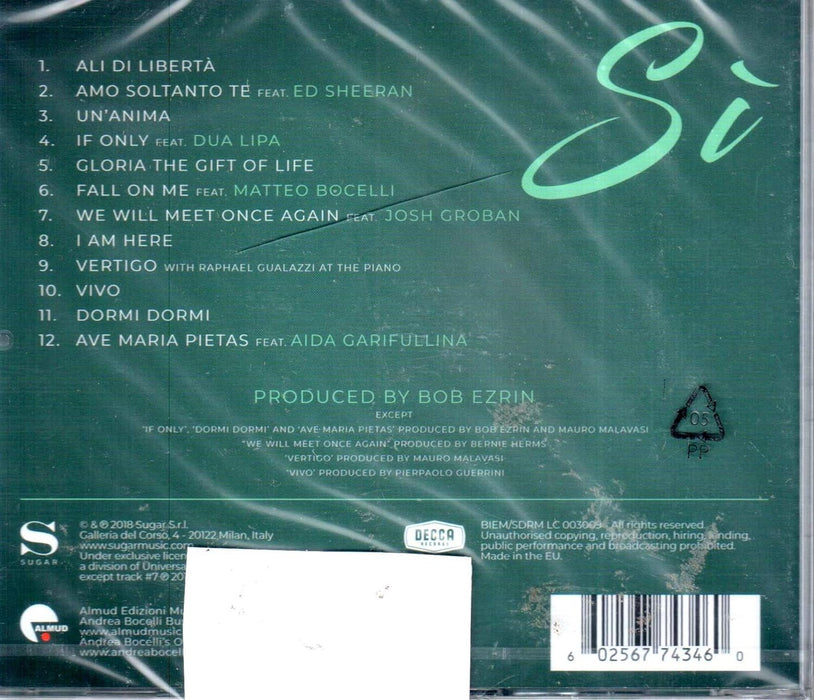 Sì
1. ALI DI LIBERTÀ
2. AMO SOLTANTO TE FEAT. ED SHEERAN
3. UN'ANIMA
4. IF ONLY FEAT. DUA LIPA
5. GLORIA THE GIFT OF LIFE
6. FALL ON ME FEAT. MATTEO BOCELLI
7. WE WILL MEET ONCE AGAIN FEAT. JOSH GROBAN
8. I AM HERE
9. VERTIGO WITH RAPHAEL GUALAZZI AT THE PIANO
10. VIVO
11. DORMI DORMI
12. AVE MARIA PIETAS FEAT. AIDA GARIFULLINA
PRODUCED BY BOB EZRIN
EXCEPT
'IF ONLY', 'DORMI DORMI' AND 'AVE MARIA PIETAS' PRODUCED BY BOB EZRIN AND MAURO MALAVASI
"WE WILL MEET ONCE AGAIN" PRODUCED BY BERNIE HERMS
'VERTIGO' PRODUCED BY MAURO MALAVASI
'VIVO' PRODUCED BY PIERPAOLO GUERRINI
05
PP
S
SUGAR
© & ℗ 2018 Sugar S.r.l.
Galleria del Corso, 4 - 20122 Milan, Italy
www.sugarmusic.com
Under exclusive licen
a division of Universa
except track #7 ℗ 20
DECCA
RECORDS
BIEM/SDRM LC 003009 - All rights reserved.
Unauthorised copying, reproduction, hiring, lending,
public performance and broadcasting prohibited.
Made in the EU.
ALMUD
Almud Edizioni Mu
Andrea Bocelli Bus
www.almudmusic
Andrea Bocelli's O
www.andreabocell
6 02567 74346 0